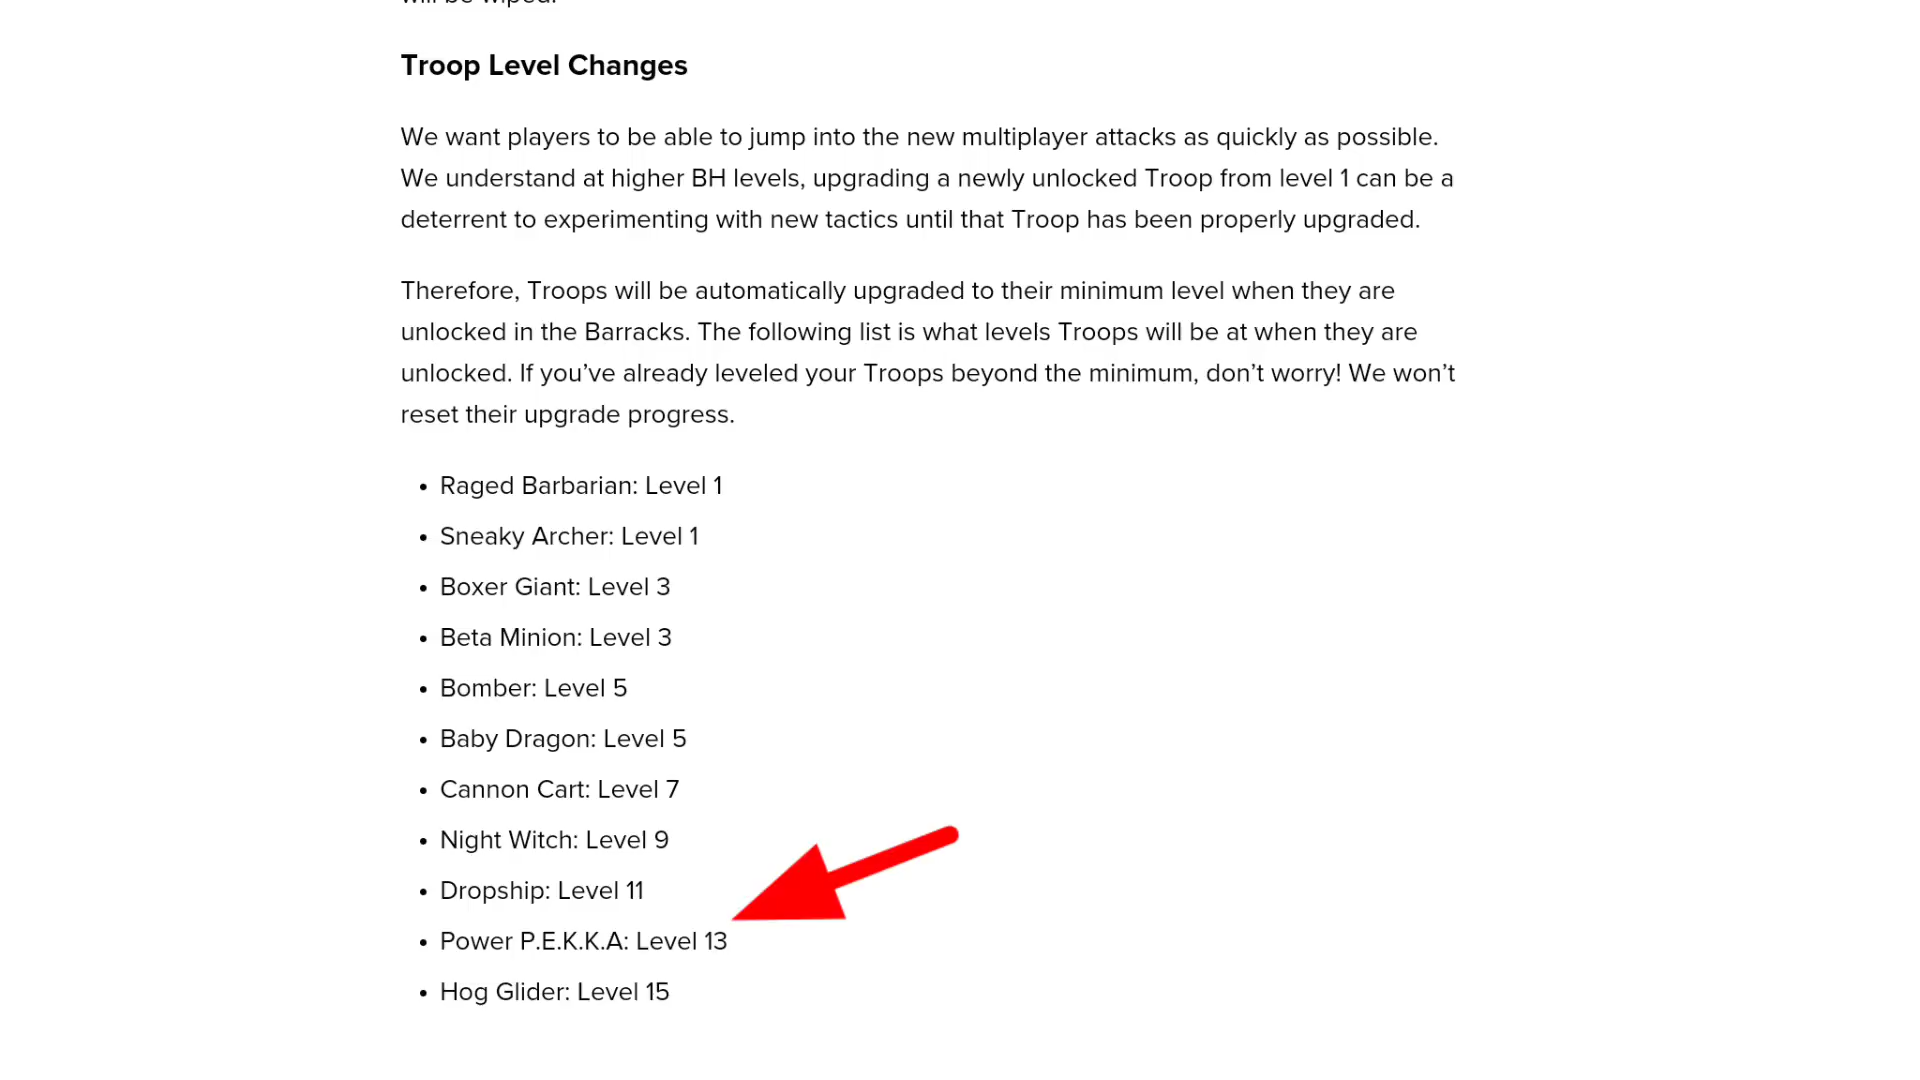 will be wiped.
Troop Level Changes
We want players to be able to jump into the new multiplayer attacks as quickly as possible.
We understand at higher BH levels, upgrading a newly unlocked Troop from level 1 can be a
deterrent to experimenting with new tactics until that Troop has been properly upgraded.
Therefore, Troops will be automatically upgraded to their minimum level when they are
unlocked in the Barracks. The following list is what levels Troops will be at when they are
unlocked. If you’ve already leveled your Troops beyond the minimum, don’t worry! We won’t
reset their upgrade progress.
• Raged Barbarian: Level 1
• Sneaky Archer: Level 1
• Boxer Giant: Level 3
• Beta Minion: Level 3
• Bomber: Level 5
• Baby Dragon: Level 5
• Cannon Cart: Level 7
• Night Witch: Level 9
• Dropship: Level 11
• Power P.E.K.K.A: Level 13
• Hog Glider: Level 15